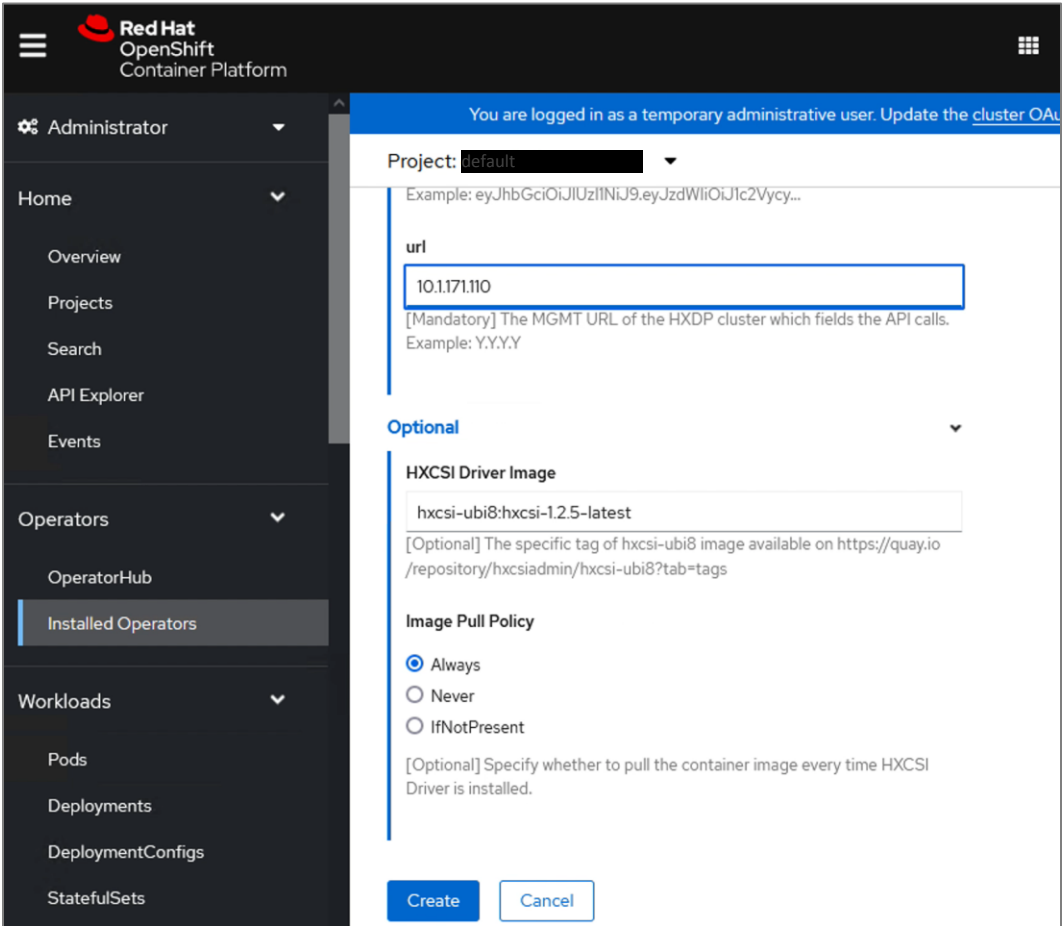 Red Hat
OpenShift
Container Platform
Administrator
Home
Overview
Projects
Search
API Explorer
Events
Operators
OperatorHub
Installed Operators
Workloads
Pods
Deployments
DeploymentConfigs
StatefulSets
You are logged in as a temporary administrative user. Update the cluster OAu
Project: default
Example: eyJhbGciOiJIUzI1NiJ9.eyJzdWIiOiJ1c2Vycy...
url
10.1.171.110
[Mandatory] The MGMT URL of the HXDP cluster which fields the API calls.
Example: Y.Y.Y.Y
Optional
HXCSI Driver Image
hxcsi-ubi8:hxcsi-1.2.5-latest
[Optional] The specific tag of hxcsi-ubi8 image available on https://quay.io
/repository/hxcsiadmin/hxcsi-ubi8?tab=tags
Image Pull Policy
Always
Never
IfNotPresent
[Optional] Specify whether to pull the container image every time HXCSI
Driver is installed.
Create
Cancel